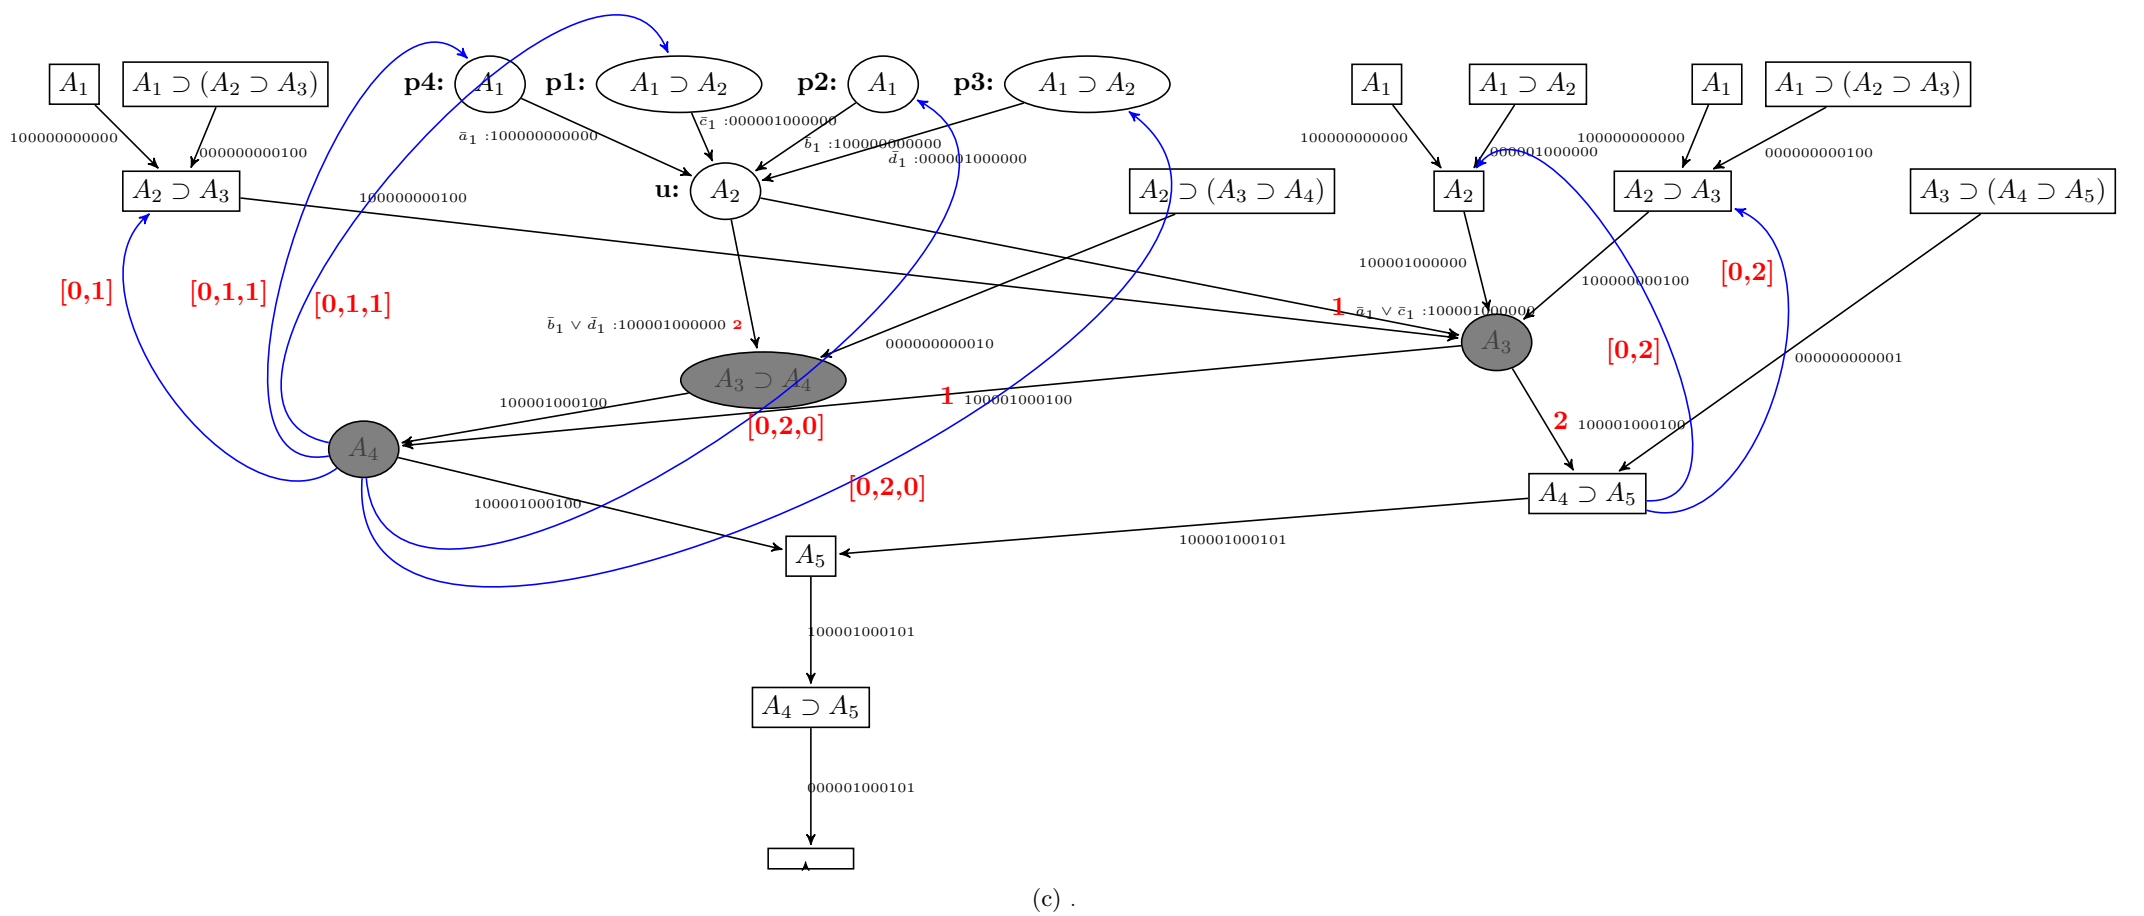 A₁ A₁ ⊃ (A₂ ⊃ A₃) p4: A₁ p1: A₁ ⊃ A₂ p2: A₁ p3: A₁ ⊃ A₂ A₁ A₁ ⊃ A₂ A₁ A₁ ⊃ (A₂ ⊃ A₃)
c̄₁ :000001000000
100000000000 ā₁ :100000000000 b̄₁ :100000000000 100000000000 100000000000
000000000100 d̄₁ :000001000000 000001000000 000000000100
A₂ ⊃ A₃ u: A₂ A₂ ⊃ (A₃ ⊃ A₄) A₂ A₂ ⊃ A₃ A₃ ⊃ (A₄ ⊃ A₅)
100000000100
100001000000
[0,1] [0,1,1] [0,1,1] 100000000100 [0,2]
1 ā₁ ∨ c̄₁ :100001000000
b̄₁ ∨ d̄₁ :100001000000 2
000000000010 A₃ [0,2] 000000000001
A₃ ⊃ A₄
100001000100 1 100001000100
[0,2,0] 2 100001000100
A₄
[0,2,0] A₄ ⊃ A₅
100001000100
100001000101
A₅
100001000101
A₄ ⊃ A₅
000001000101
(c) .